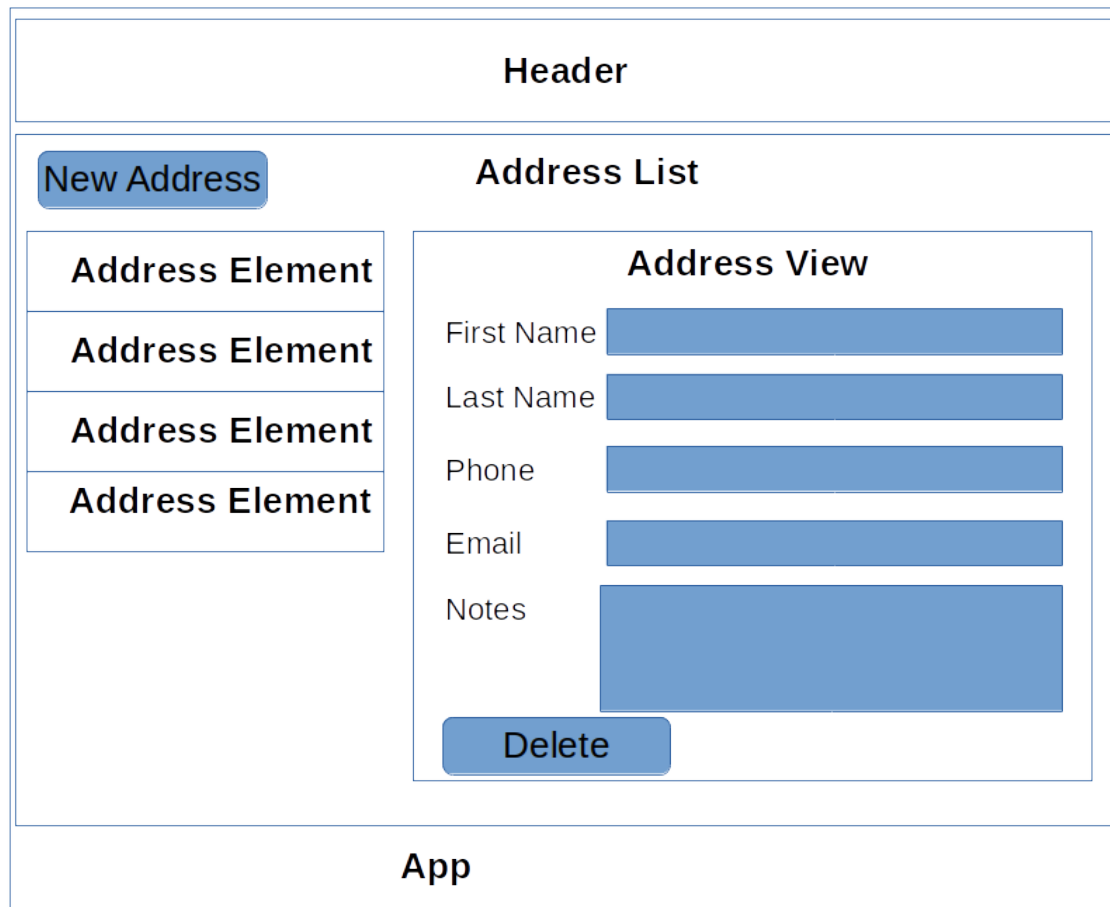 Header
New Address
Address List
Address Element
Address Element
Address Element
Address Element
Address View
First Name
Last Name
Phone
Email
Notes
Delete
App